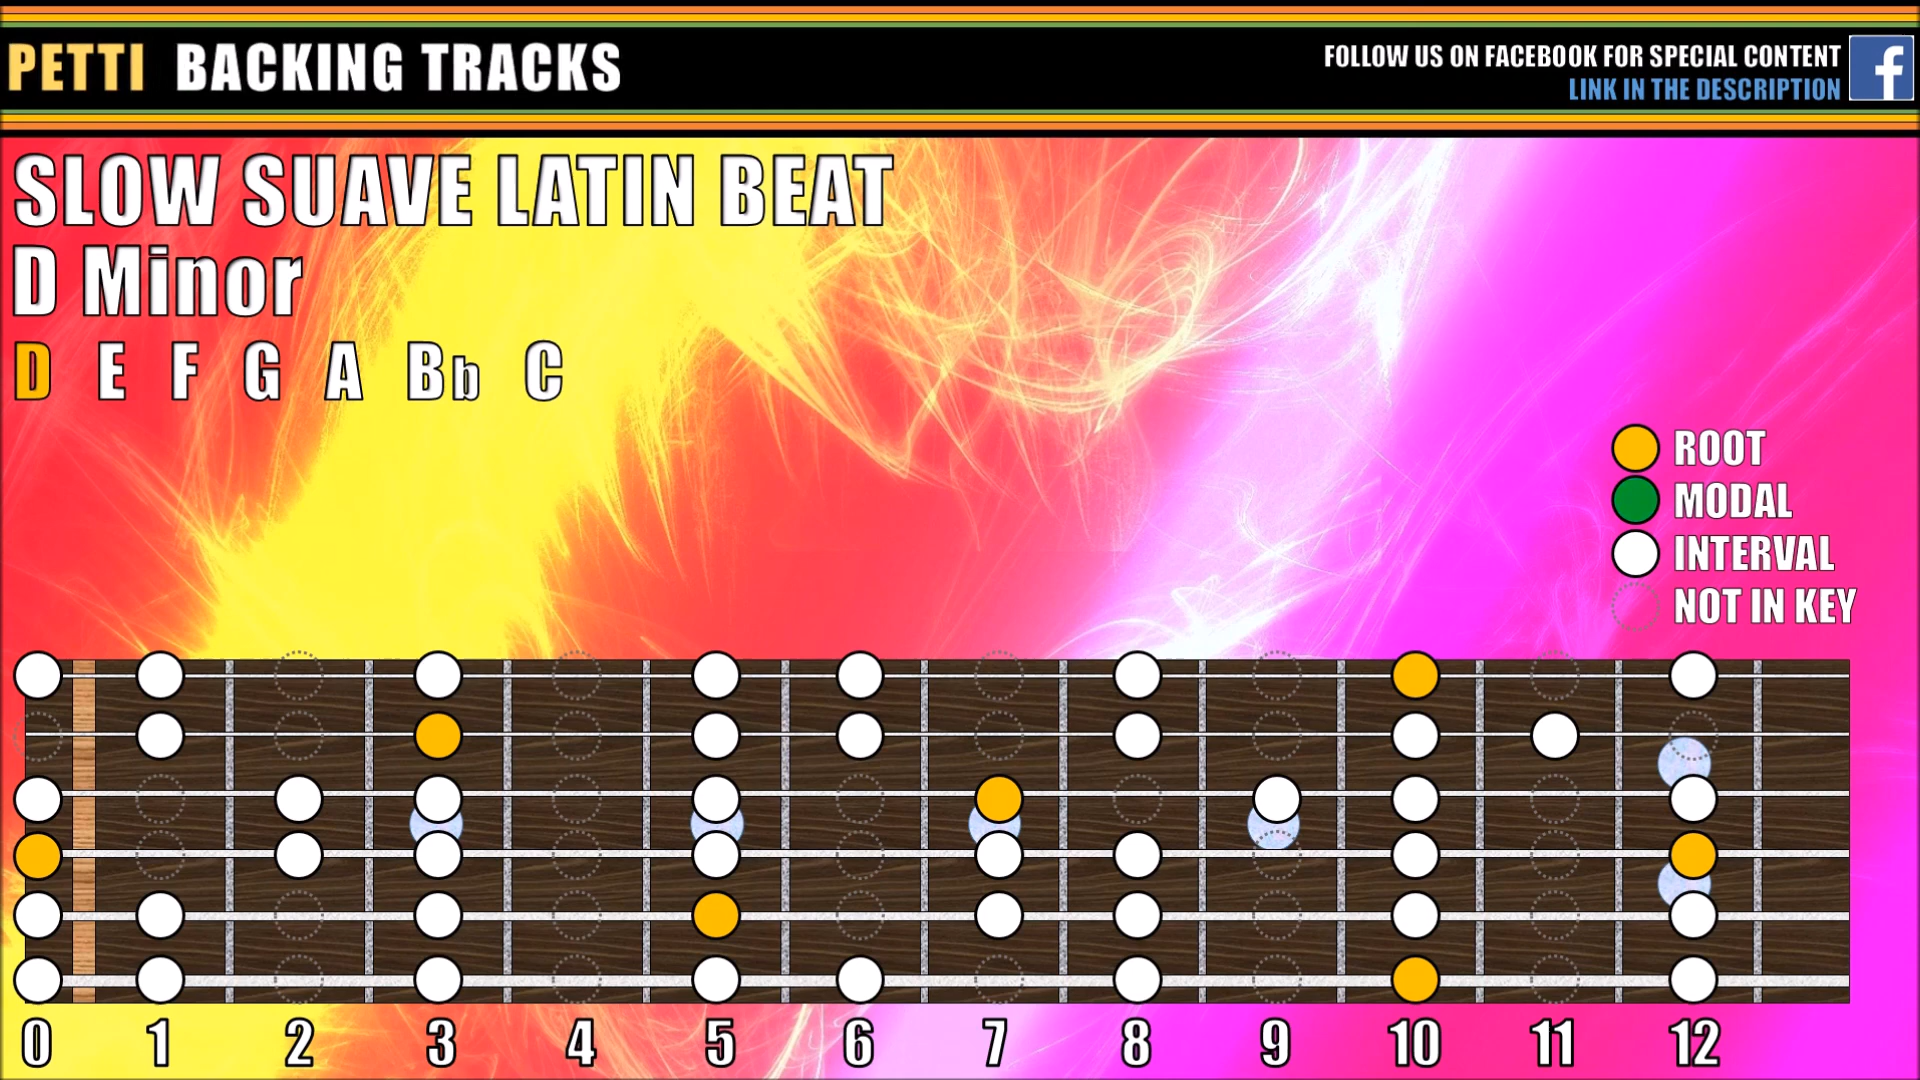 PETTI BACKING TRACKS
FOLLOW US ON FACEBOOK FOR SPECIAL CONTENT
LINK IN THE DESCRIPTION
f
SLOW SUAVE LATIN BEAT
D Minor
D E F G A Bb C
ROOT
MODAL
INTERVAL
NOT IN KEY
0 1 2 3 4 5 6 7 8 9 10 11 12